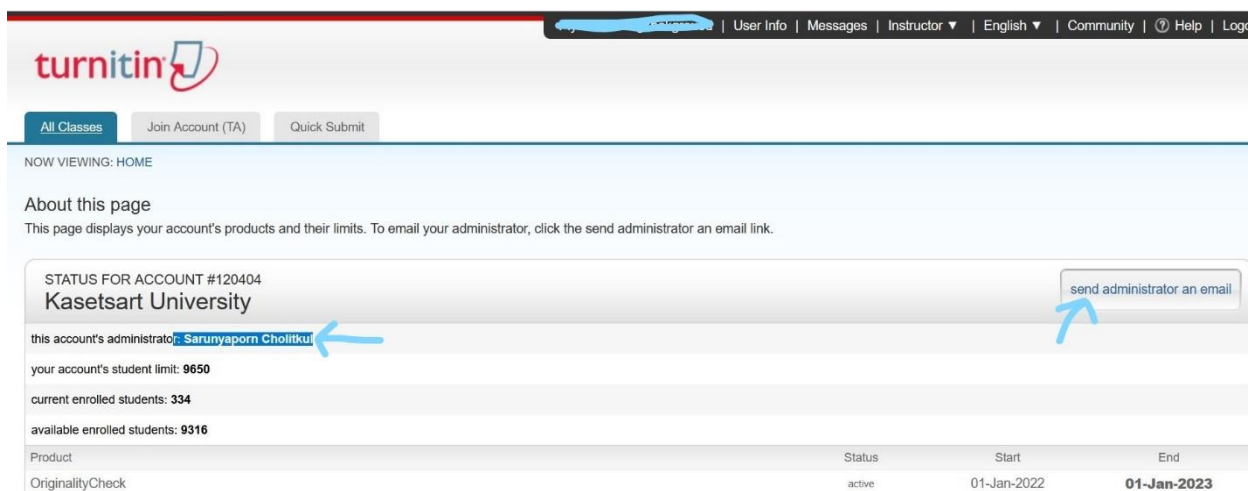 | User Info | Messages | Instructor ▼ | English ▼ | Community | ? Help | Logo
turnitin
All Classes Join Account (TA) Quick Submit
NOW VIEWING: HOME
About this page
This page displays your account's products and their limits. To email your administrator, click the send administrator an email link.
STATUS FOR ACCOUNT #120404
Kasetsart University
send administrator an email
this account's administrator: Sarunyaporn Cholitkul
your account's student limit: 9650
current enrolled students: 334
available enrolled students: 9316
Product Status Start End
OriginalityCheck active 01-Jan-2022 01-Jan-2023